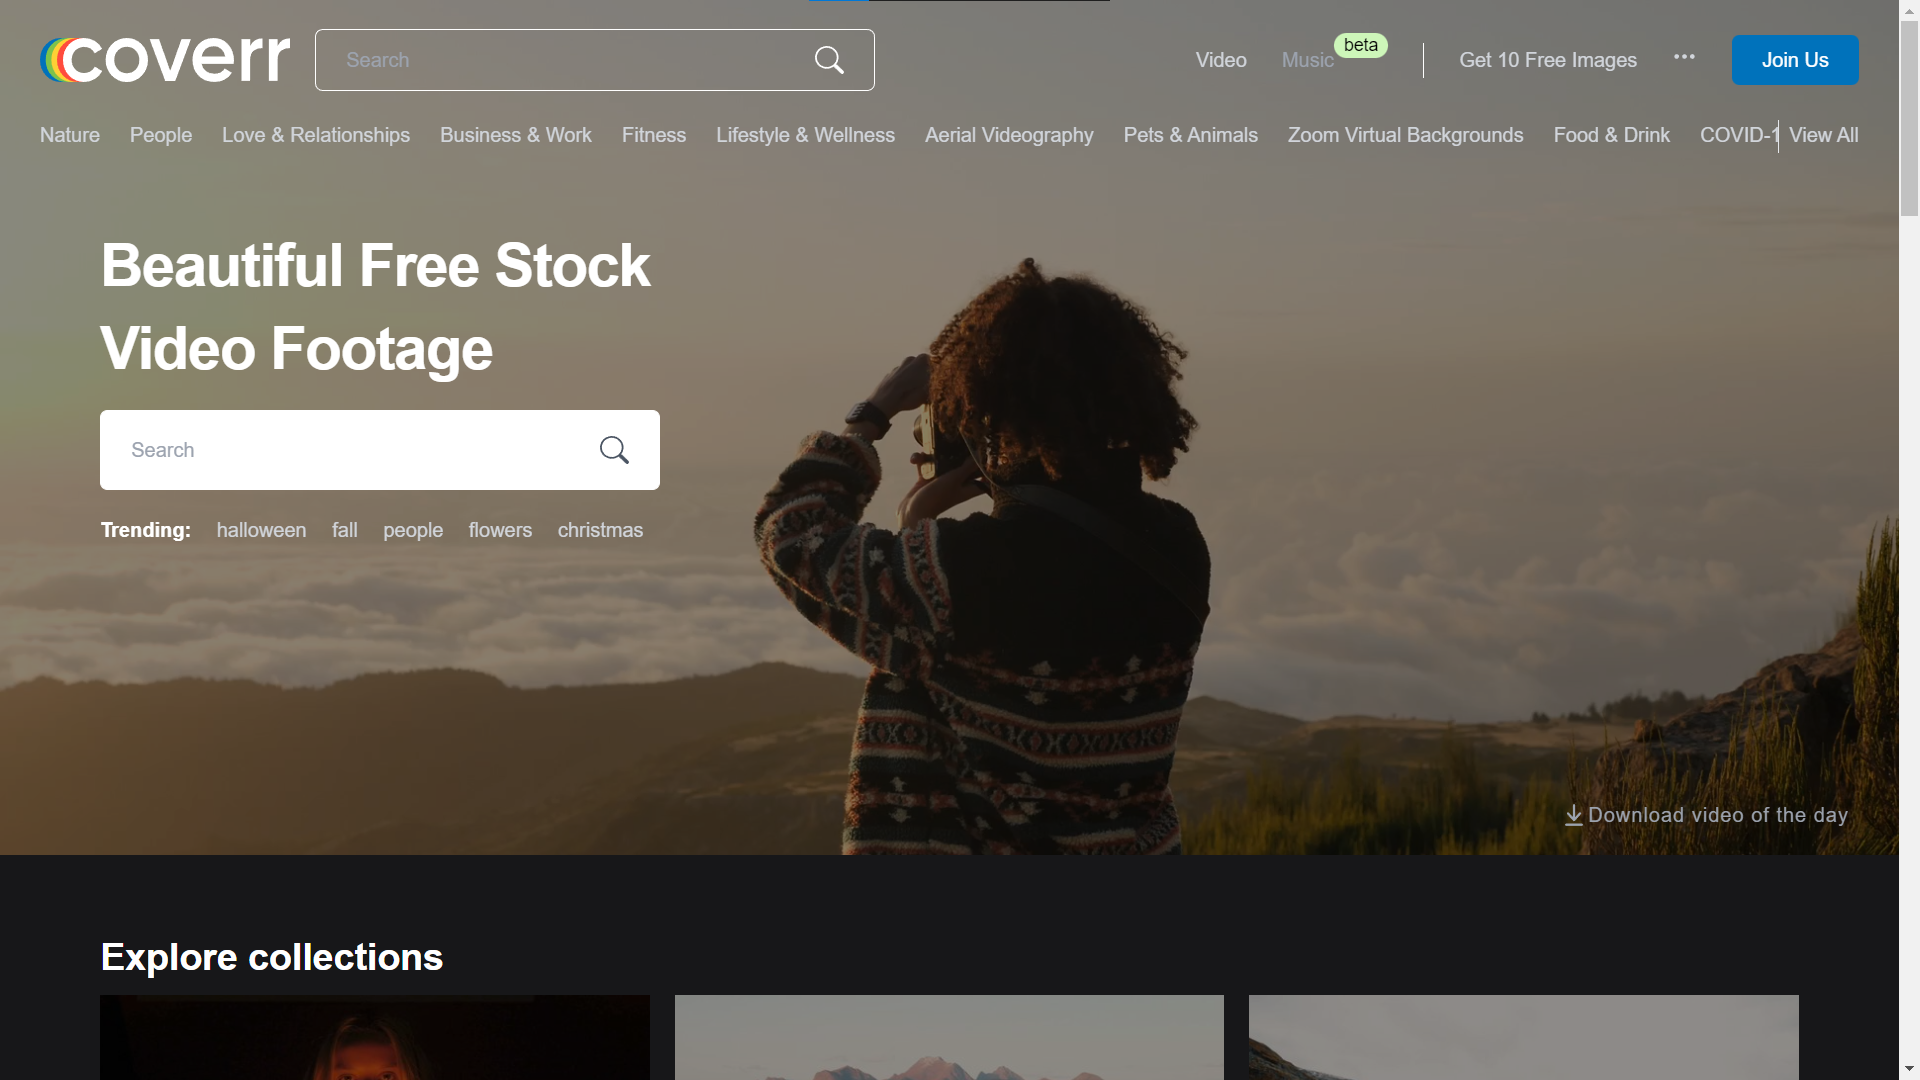 coverr
Search
Video
Music
beta
Get 10 Free Images
Join Us
Nature
People
Love & Relationships
Business & Work
Fitness
Lifestyle & Wellness
Aerial Videography
Pets & Animals
Zoom Virtual Backgrounds
Food & Drink
COVID-1
View All
Beautiful Free Stock
Video Footage
Search
Trending: halloween fall people flowers christmas
Download video of the day
Explore collections